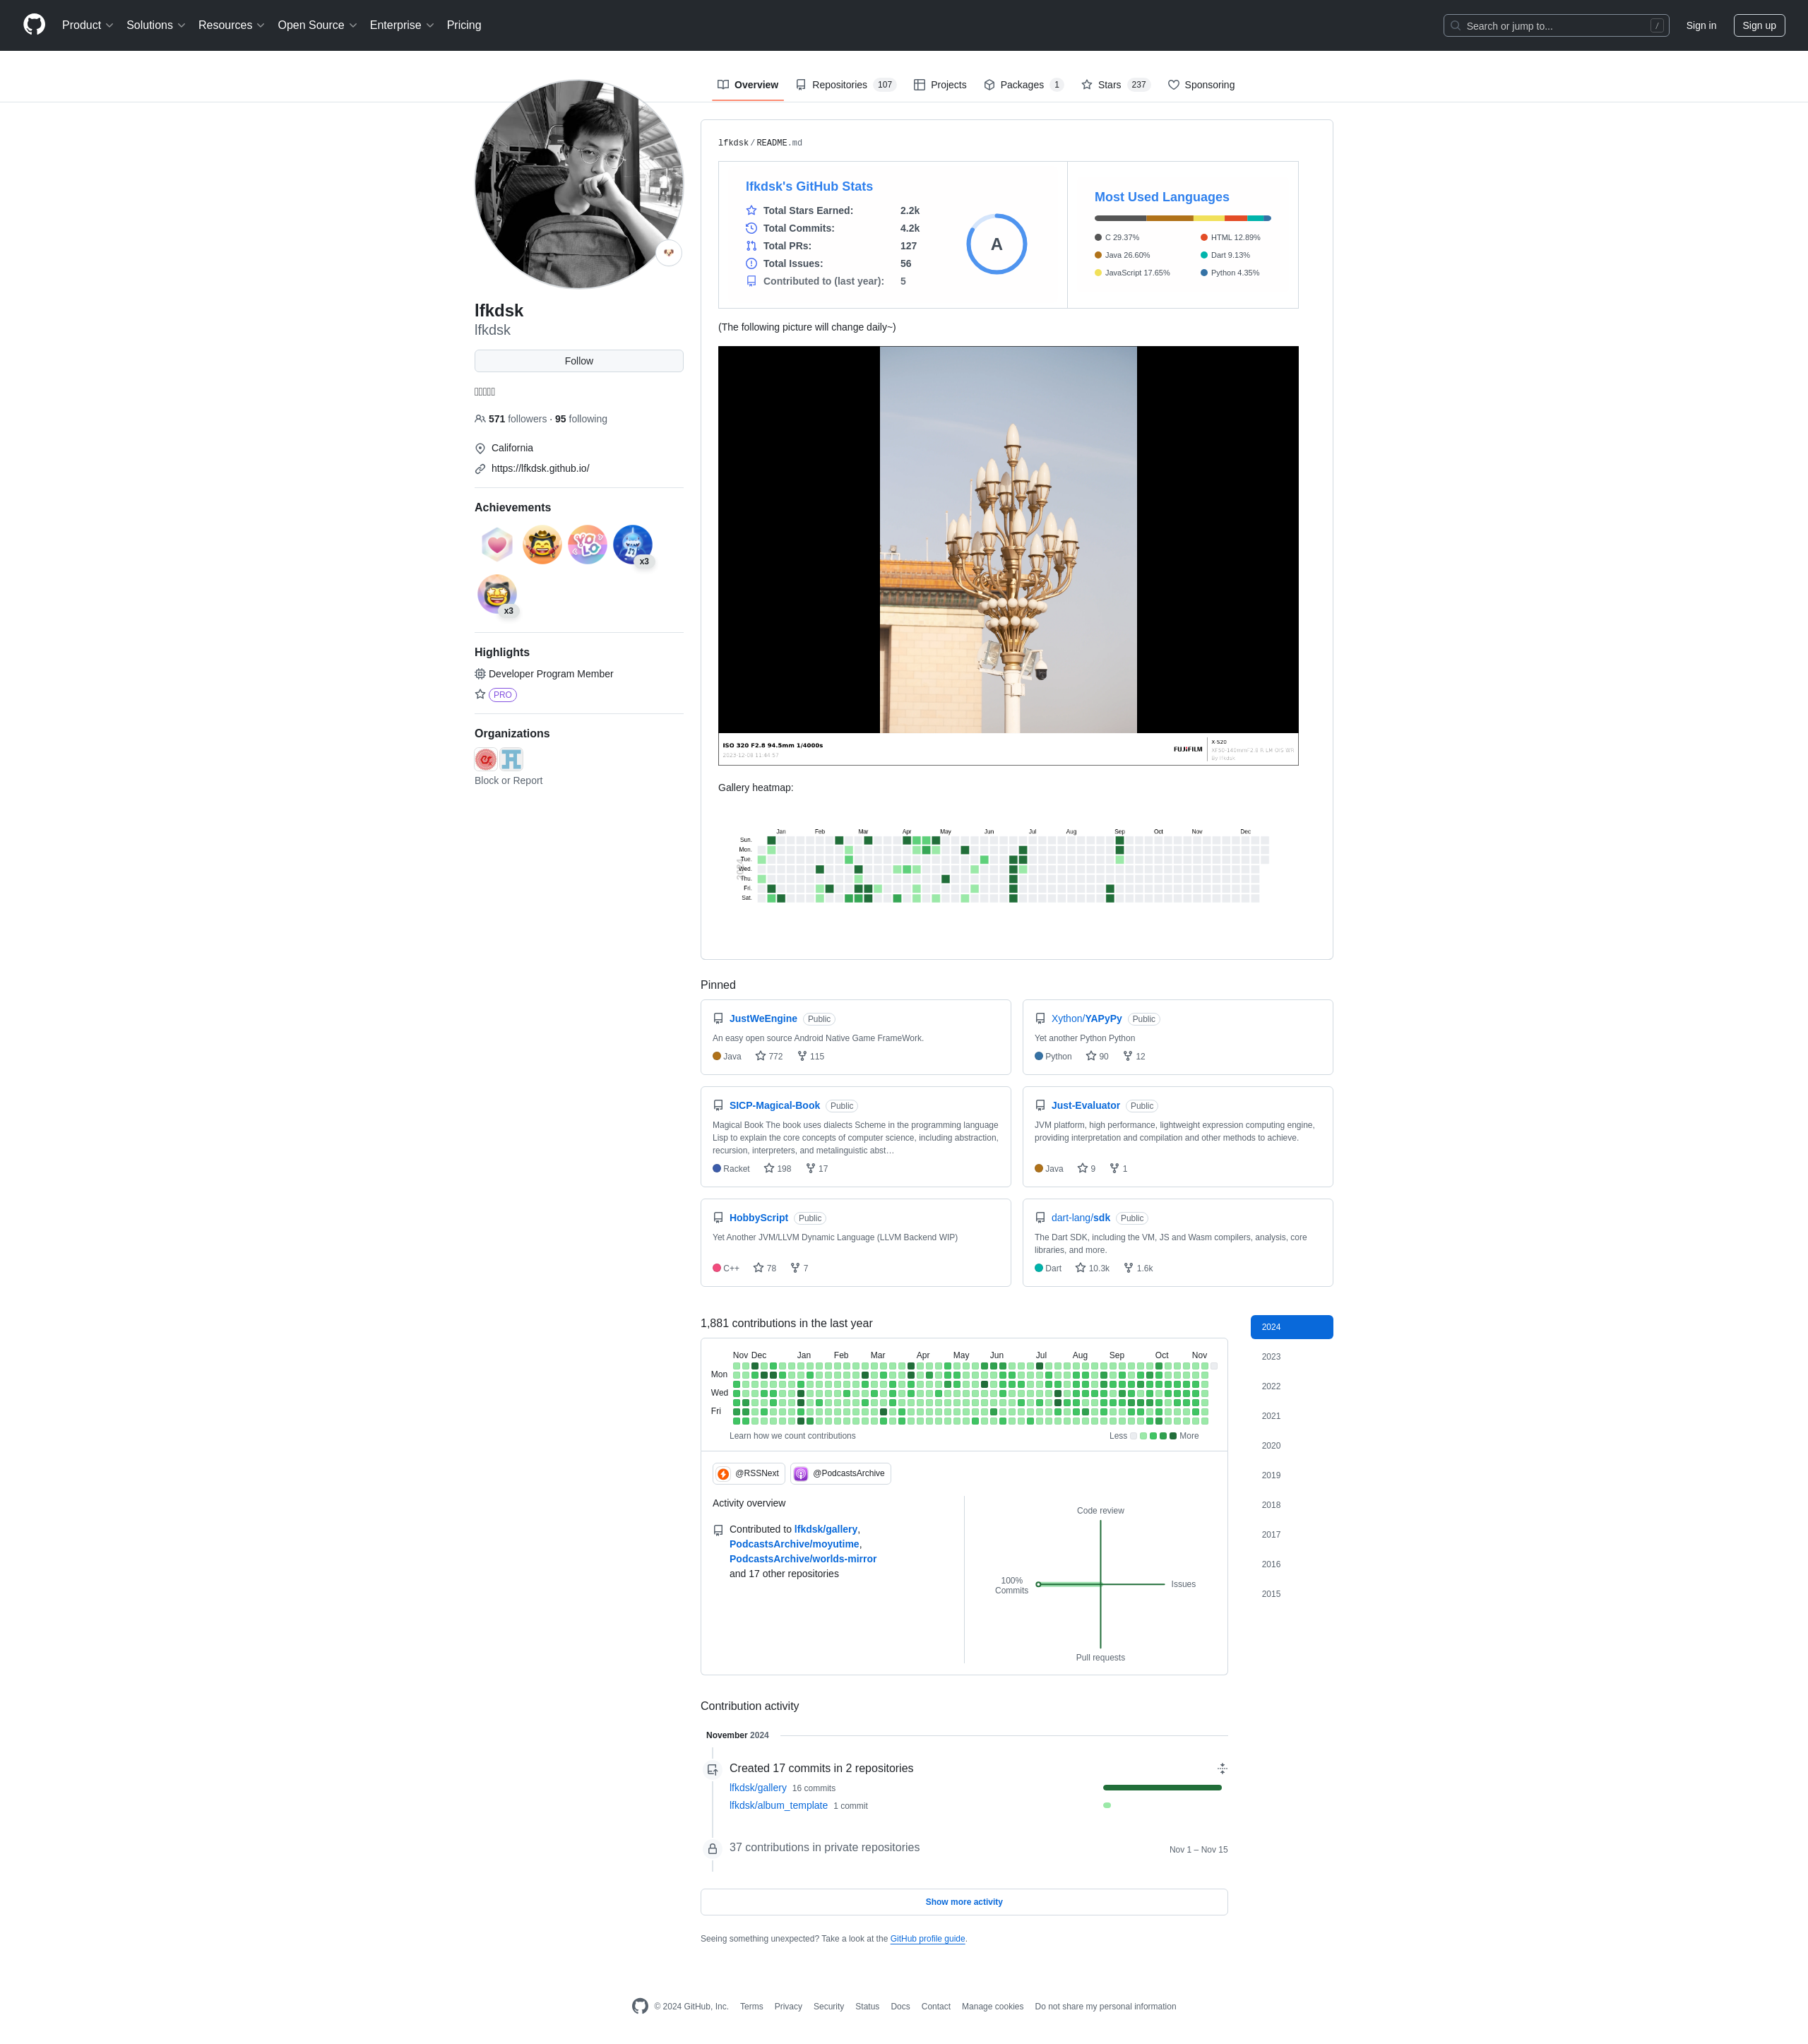 Product Solutions Resources Open Source Enterprise Pricing
Search or jump to... /
Sign in
Sign up
Overview Repositories 107 Projects Packages 1 Stars 237 Sponsoring
lfkdsk
lfkdsk
Follow
571 followers · 95 following
California
https://lfkdsk.github.io/
Achievements
x3
x3
Highlights
Developer Program Member
PRO
Organizations
Block or Report
lfkdsk / README.md
lfkdsk's GitHub Stats
Total Stars Earned: 2.2k
Total Commits: 4.2k
Total PRs: 127
Total Issues: 56
Contributed to (last year): 5
A
Most Used Languages
C 29.37%
Java 26.60%
JavaScript 17.65%
HTML 12.89%
Dart 9.13%
Python 4.35%
(The following picture will change daily~)
ISO 320 F2.8 94.5mm 1/4000s
FUJIFILM
X-S20
Gallery heatmap:
Jan Feb Mar Apr May Jun Jul Aug Sep Oct Nov Dec
Sun.
Mon.
Tue.
Wed.
Thu.
Fri.
Sat.
Pinned
JustWeEngine Public
An easy open source Android Native Game FrameWork.
Java 772 115
Xython/YAPyPy Public
Yet another Python Python
Python 90 12
SICP-Magical-Book Public
Magical Book The book uses dialects Scheme in the programming language
Lisp to explain the core concepts of computer science, including abstraction,
recursion, interpreters, and metalinguistic abst…
Racket 198 17
Just-Evaluator Public
JVM platform, high performance, lightweight expression computing engine,
providing interpretation and compilation and other methods to achieve.
Java 9 1
HobbyScript Public
Yet Another JVM/LLVM Dynamic Language (LLVM Backend WIP)
C++ 78 7
dart-lang/sdk Public
The Dart SDK, including the VM, JS and Wasm compilers, analysis, core
libraries, and more.
Dart 10.3k 1.6k
1,881 contributions in the last year
Nov Dec Jan Feb Mar Apr May Jun Jul Aug Sep Oct Nov
Mon
Wed
Fri
Learn how we count contributions
Less More
2024
2023
2022
2021
2020
2019
2018
2017
2016
2015
@RSSNext @PodcastsArchive
Activity overview
Contributed to lfkdsk/gallery,
PodcastsArchive/moyutime,
PodcastsArchive/worlds-mirror
and 17 other repositories
Code review
100%
Commits
Issues
Pull requests
Contribution activity
November 2024
Created 17 commits in 2 repositories
lfkdsk/gallery 16 commits
lfkdsk/album_template 1 commit
37 contributions in private repositories
Nov 1 – Nov 15
Show more activity
Seeing something unexpected? Take a look at the GitHub profile guide.
© 2024 GitHub, Inc. Terms Privacy Security Status Docs Contact Manage cookies Do not share my personal information